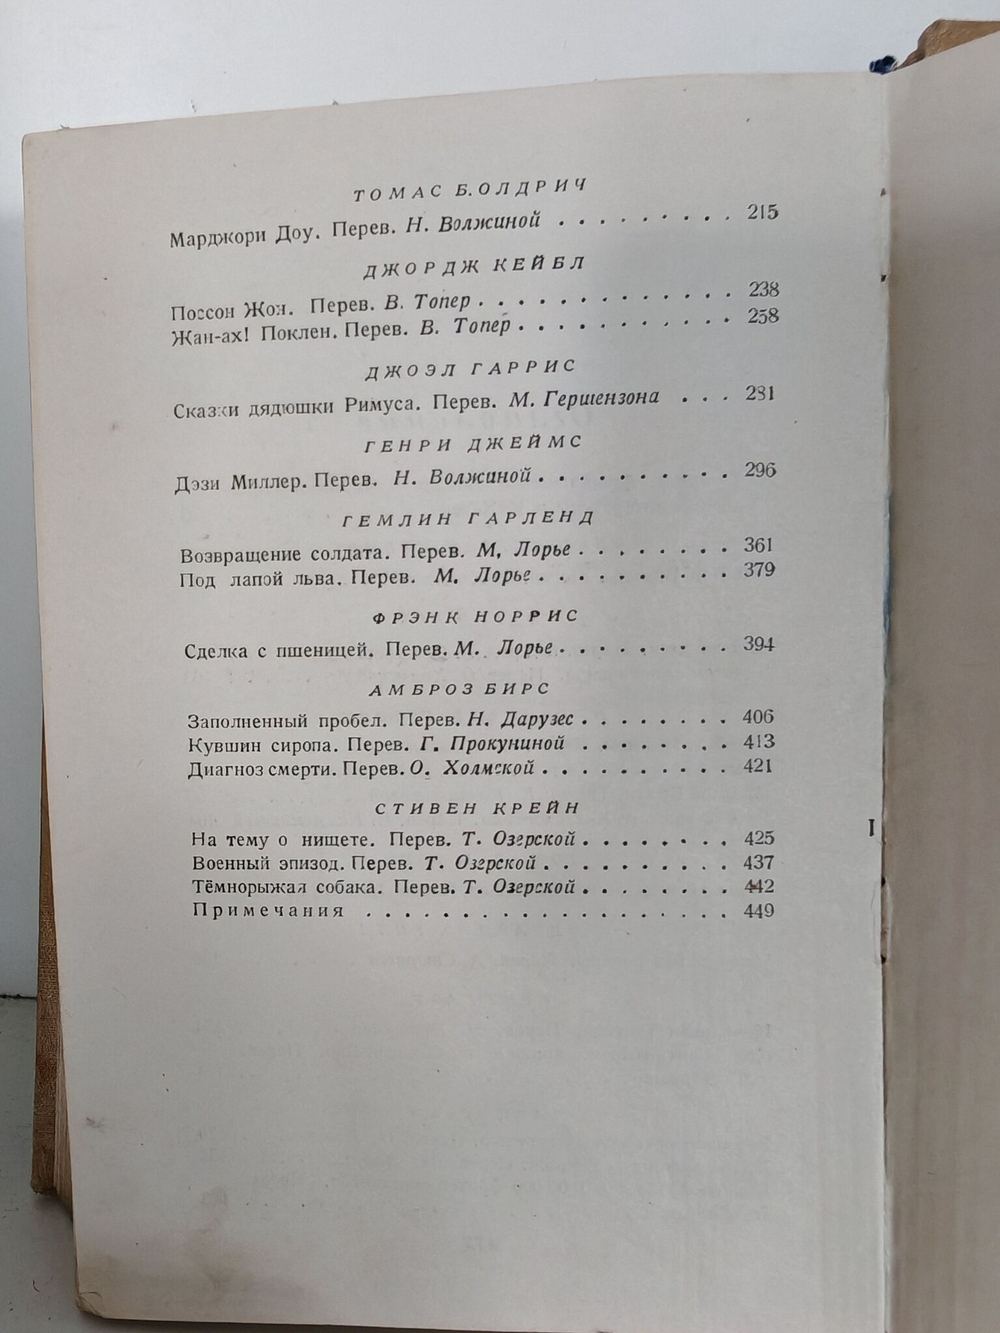 ТОМАС Б. ОЛДРИЧ
Марджори Доу. Перев. Н. Волжиной . . . . . . . . . 215
ДЖОРДЖ КЕЙБЛ
Поссон Жон. Перев. В. Топер . . . . . . . . . . . . . 238
Жан-ах! Поклен. Перев. В. Топер . . . . . . . . . . . 258
ДЖОЭЛ ГАРРИС
Сказки дядюшки Римуса. Перев. М. Гершензона . . . 281
ГЕНРИ ДЖЕЙМС
Дэзи Миллер. Перев. Н. Волжиной . . . . . . . . . . 296
ГЕМЛИН ГАРЛЕНД
Возвращение солдата. Перев. М. Лорье . . . . . . . . 361
Под лапой льва. Перев. М. Лорье . . . . . . . . . . 379
ФРЭНК НОРРИС
Сделка с пшеницей. Перев. М. Лорье . . . . . . . . . 394
АМБРОЗ БИРС
Заполненный пробел. Перев. Н. Дарузес . . . . . . . . 406
Кувшин сиропа. Перев. Г. Прокуниной . . . . . . . . 413
Диагноз смерти. Перев. О. Холмской . . . . . . . . . . 421
СТИВЕН КРЕЙН
На тему о нищете. Перев. Т. Озерской . . . . . . . . 425
Военный эпизод. Перев. Т. Озерской . . . . . . . . . . 437
Тёмнорыжая собака. Перев. Т. Озерской . . . . . . . . 442
Примечания . . . . . . . . . . . . . . . . . . . 449